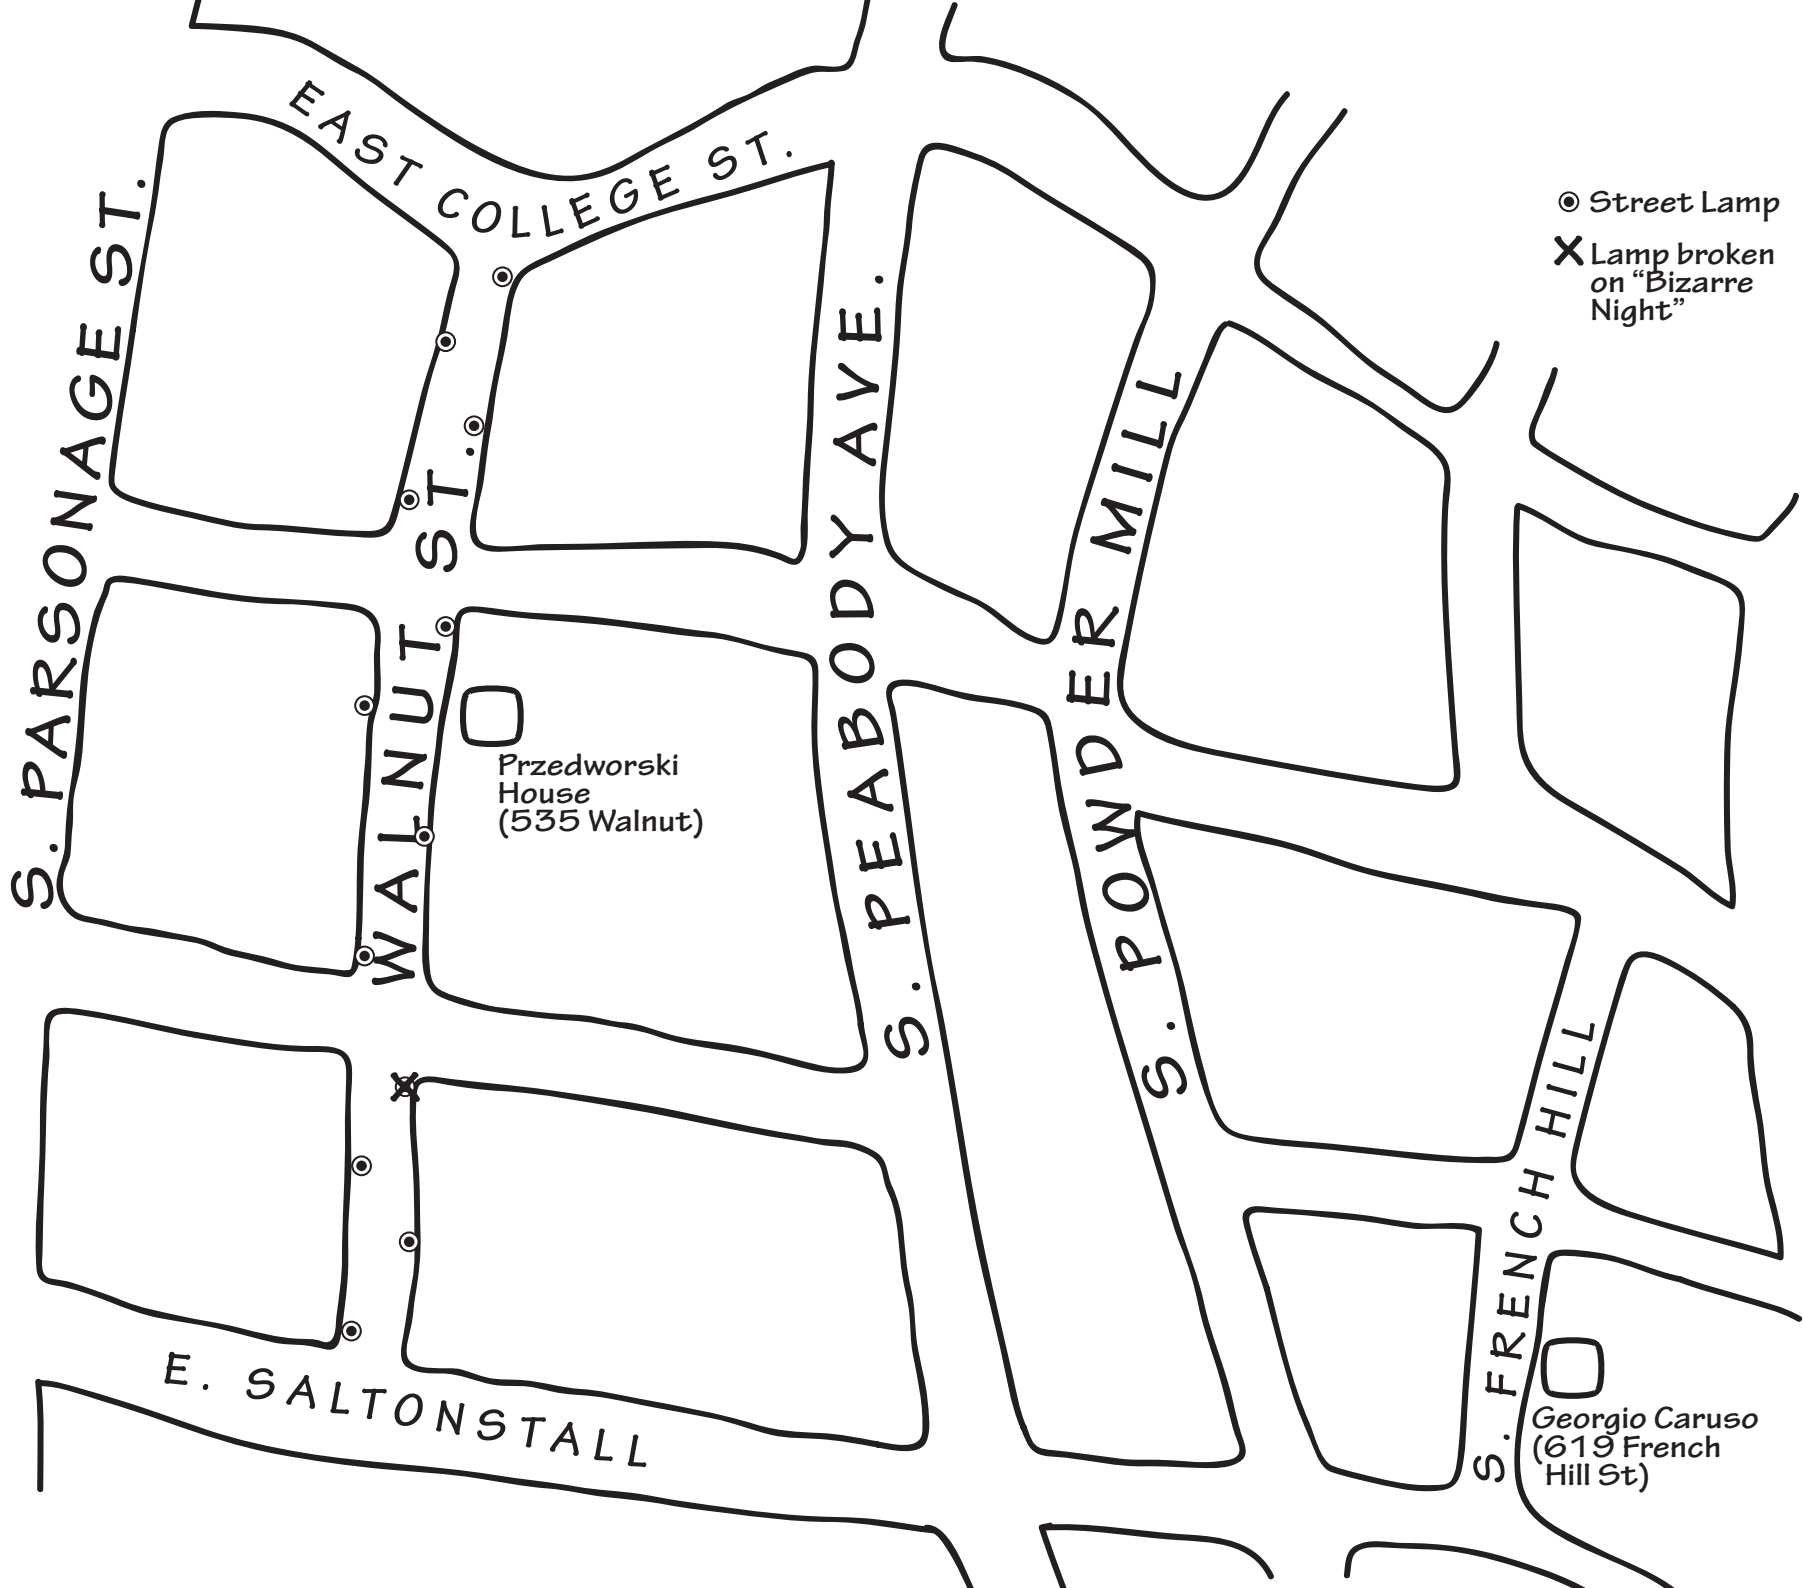 EAST COLLEGE ST.
S. PARSONAGE ST.
WALNUT ST.
S. PEABODY AVE.
S. POWDER MILL
S. FRENCH HILL
E. SALTONSTALL
Street Lamp
Lamp broken
on “Bizarre
Night”
Przedworski
House
(535 Walnut)
Georgio Caruso
(619 French
Hill St)